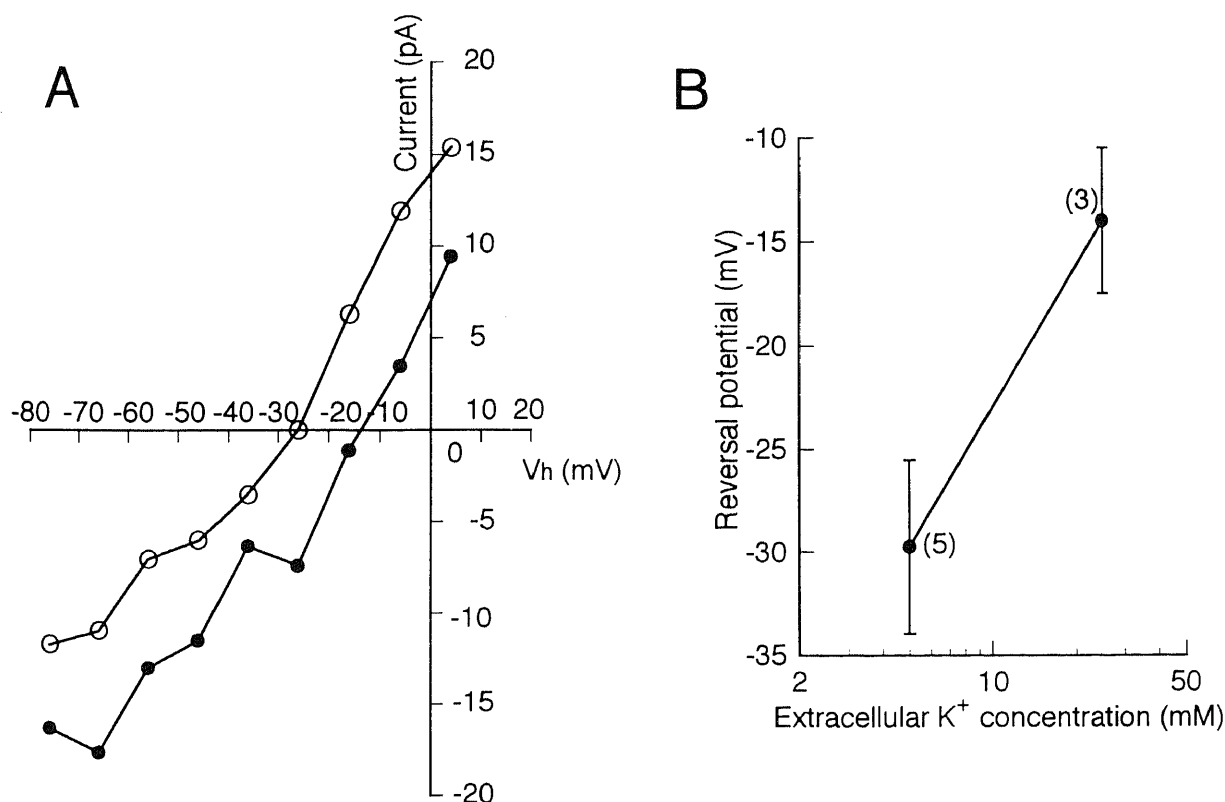 A
Current (pA)
20
15
10
5
-80 -70 -60 -50 -40 -30 -20 -10 10 20
0
Vh (mV)
-5
-10
-15
-20
B
Reversal potential (mV)
-10
-15
-20
-25
-30
-35
(3)
(5)
2 10 50
Extracellular K⁺ concentration (mM)